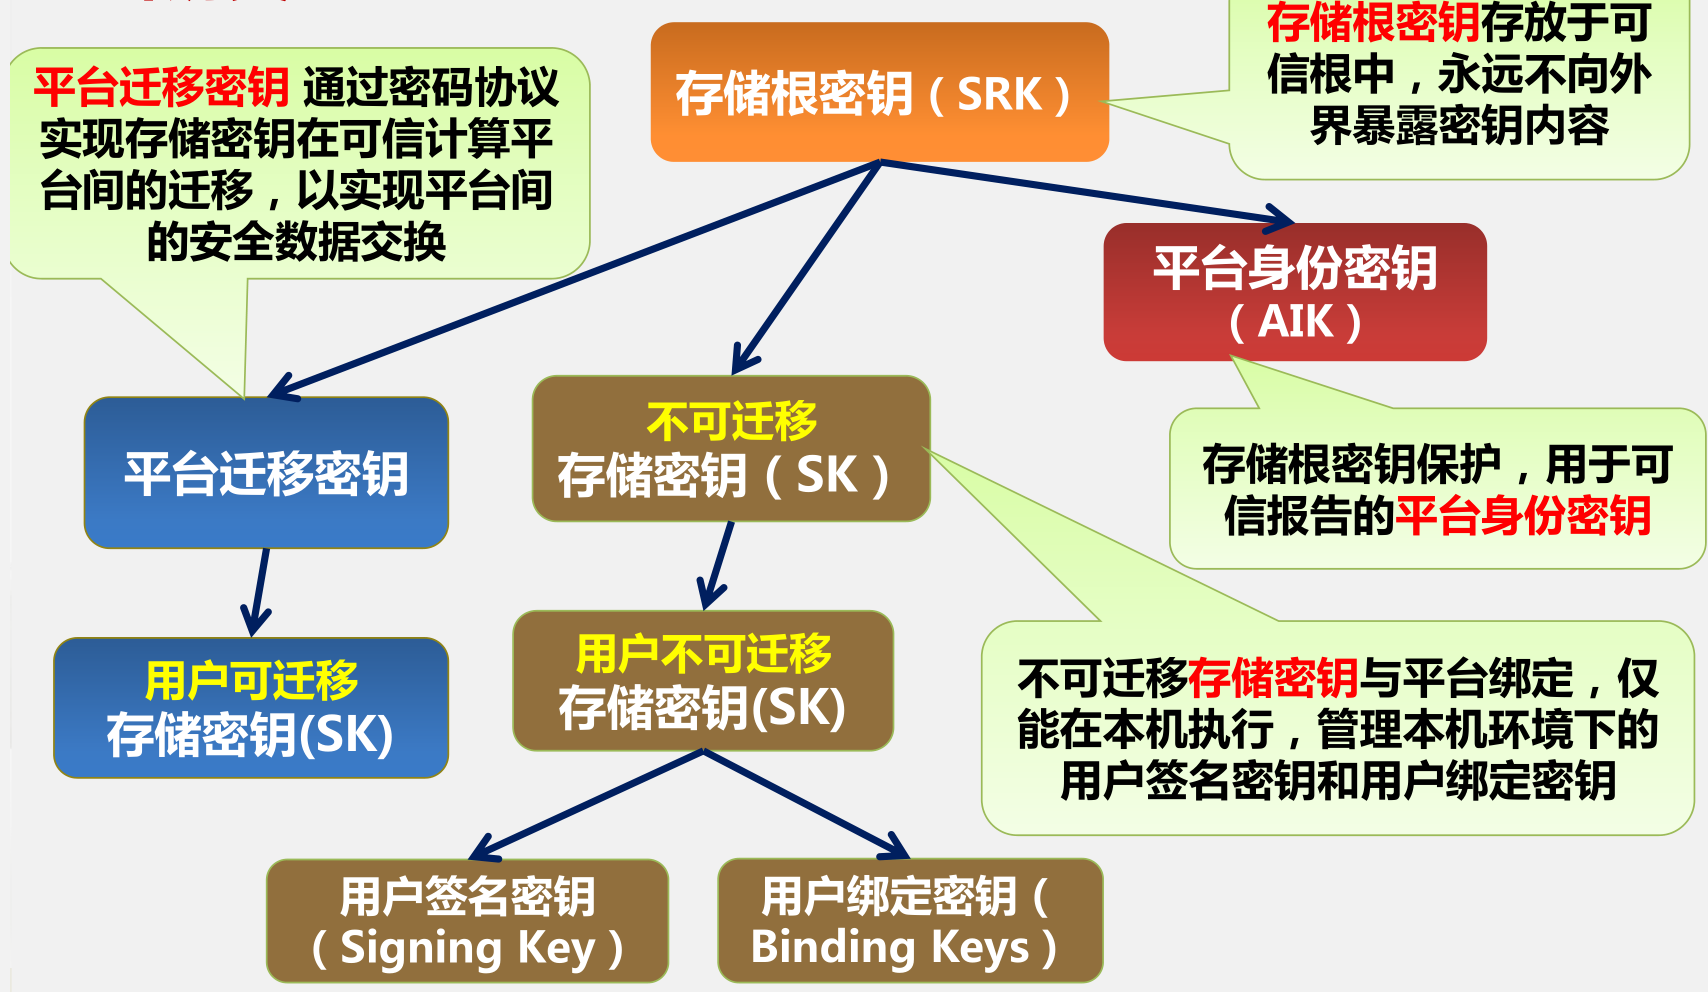 存储根密钥（SRK）
存储根密钥存放于可
信根中，永远不向外
界暴露密钥内容
平台迁移密钥 通过密码协议
实现存储密钥在可信计算平
台间的迁移，以实现平台间
的安全数据交换
平台身份密钥
（AIK）
平台迁移密钥
不可迁移
存储密钥（SK）
存储根密钥保护，用于可
信报告的平台身份密钥
用户可迁移
存储密钥(SK)
用户不可迁移
存储密钥(SK)
不可迁移存储密钥与平台绑定，仅
能在本机执行，管理本机环境下的
用户签名密钥和用户绑定密钥
用户签名密钥
（Signing Key）
用户绑定密钥（
Binding Keys）